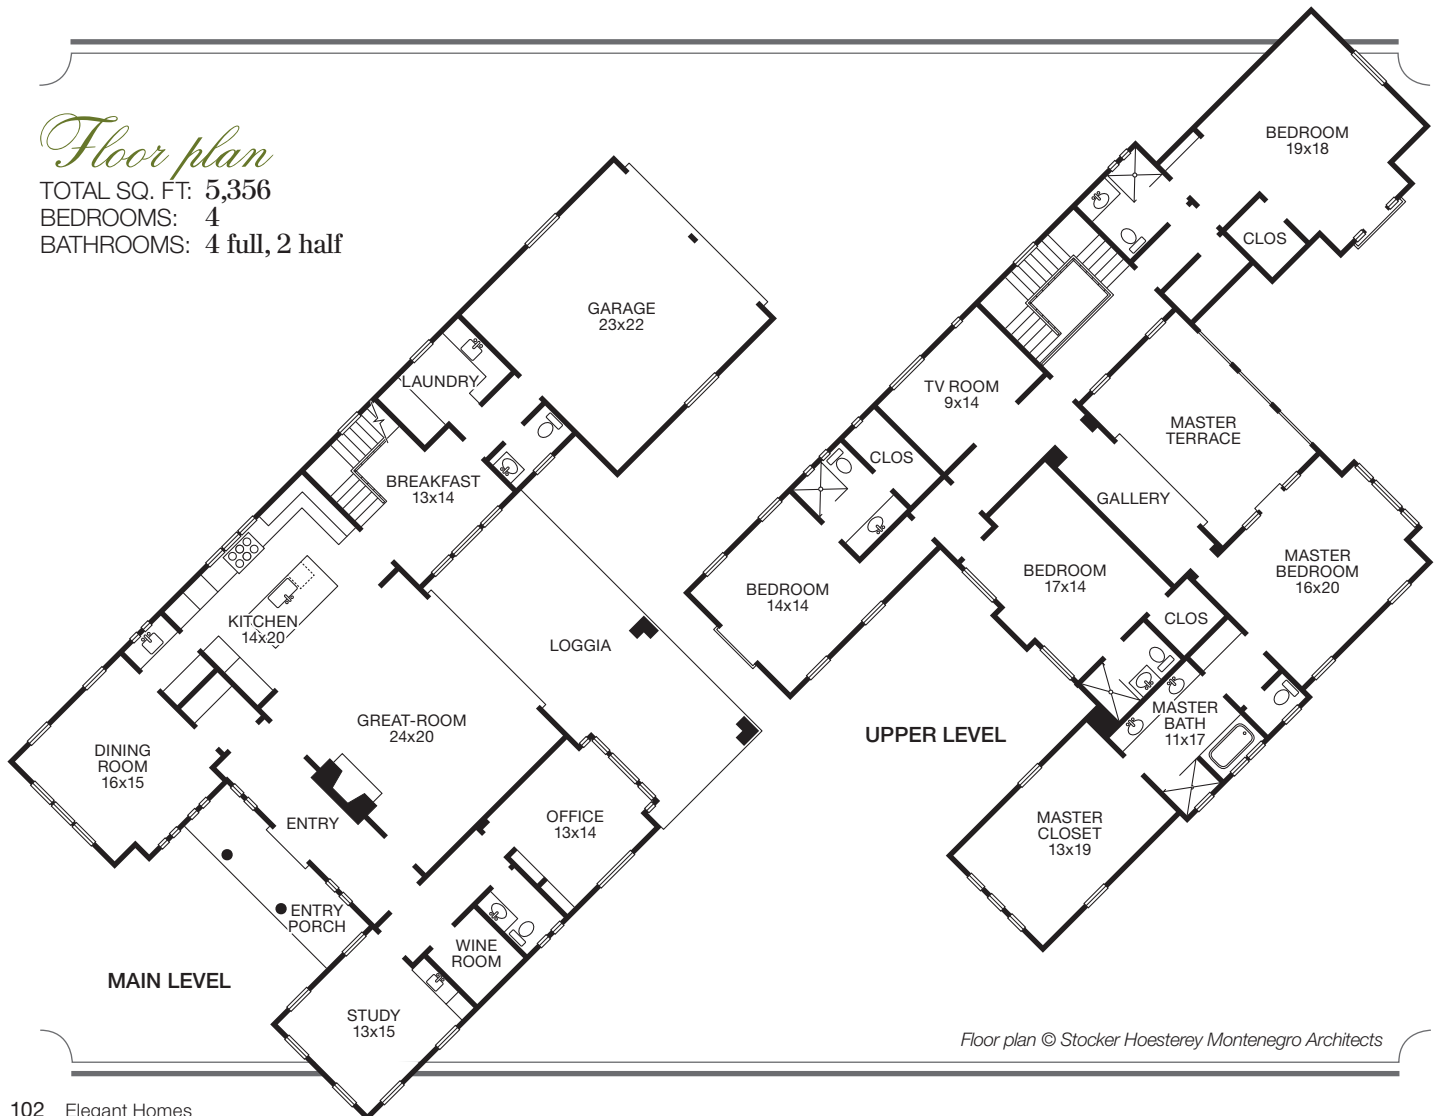 Floor plan
TOTAL SQ. FT: 5,356
BEDROOMS: 4
BATHROOMS: 4 full, 2 half
GARAGE
23x22
LAUNDRY
BREAKFAST
13x14
KITCHEN
14x20
LOGGIA
GREAT-ROOM
24x20
DINING
ROOM
16x15
ENTRY
OFFICE
13x14
ENTRY
PORCH
WINE
ROOM
STUDY
13x15
MAIN LEVEL
BEDROOM
19x18
CLOS
TV ROOM
9x14
MASTER
TERRACE
CLOS
GALLERY
BEDROOM
14x14
BEDROOM
17x14
MASTER
BEDROOM
16x20
CLOS
MASTER
BATH
11x17
MASTER
CLOSET
13x19
UPPER LEVEL
Floor plan © Stocker Hoesterey Montenegro Architects
102 Elegant Homes